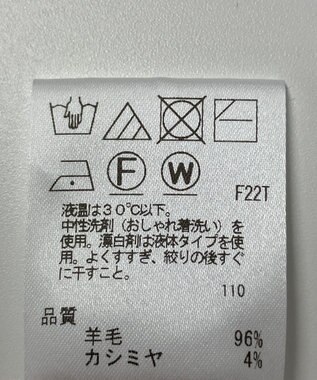 F W F22T
液温は30℃以下。
中性洗剤(おしゃれ着洗い)を
使用。漂白剤は液体タイプを使
用。よくすすぎ、絞りの後すぐ
に干すこと。
110
品質
羊毛 96%
カシミヤ 4%